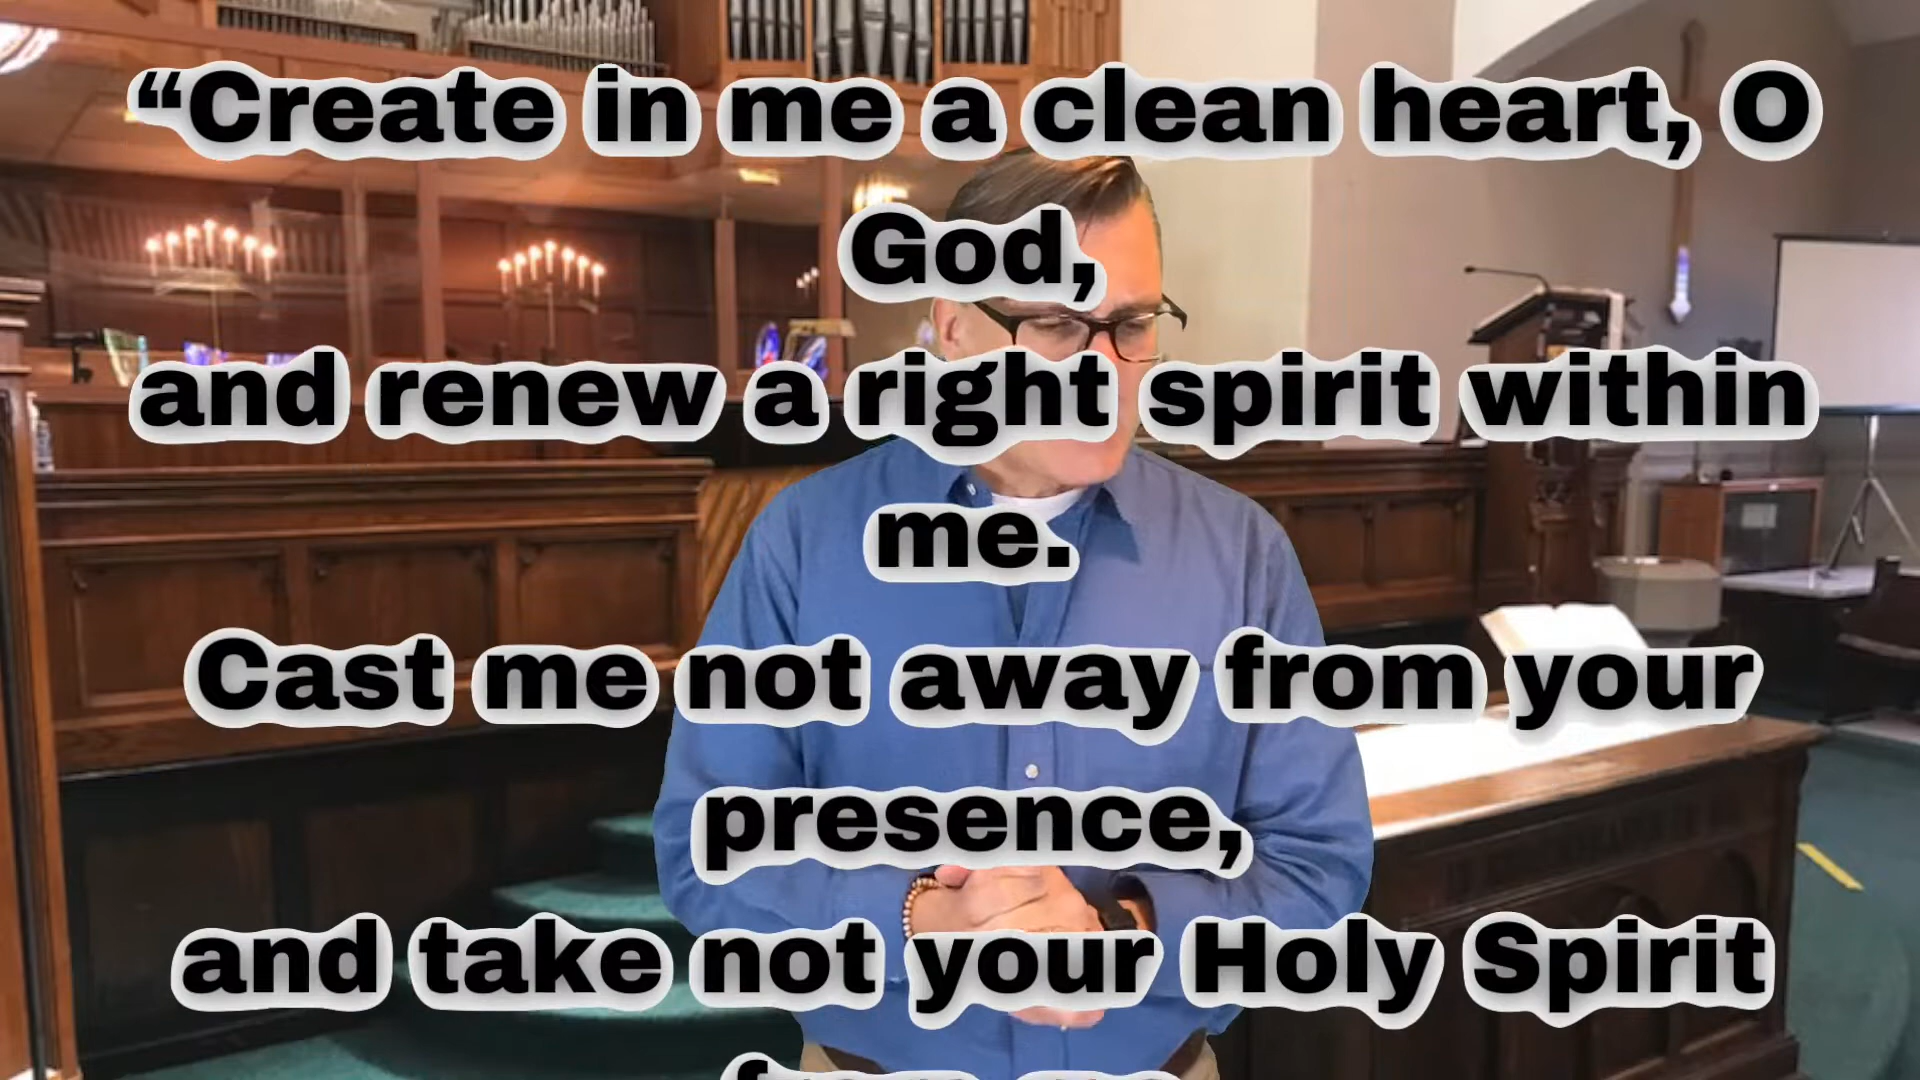 “Create in me a clean heart, O
God,
and renew a right spirit within
me.
Cast me not away from your
presence,
and take not your Holy Spirit